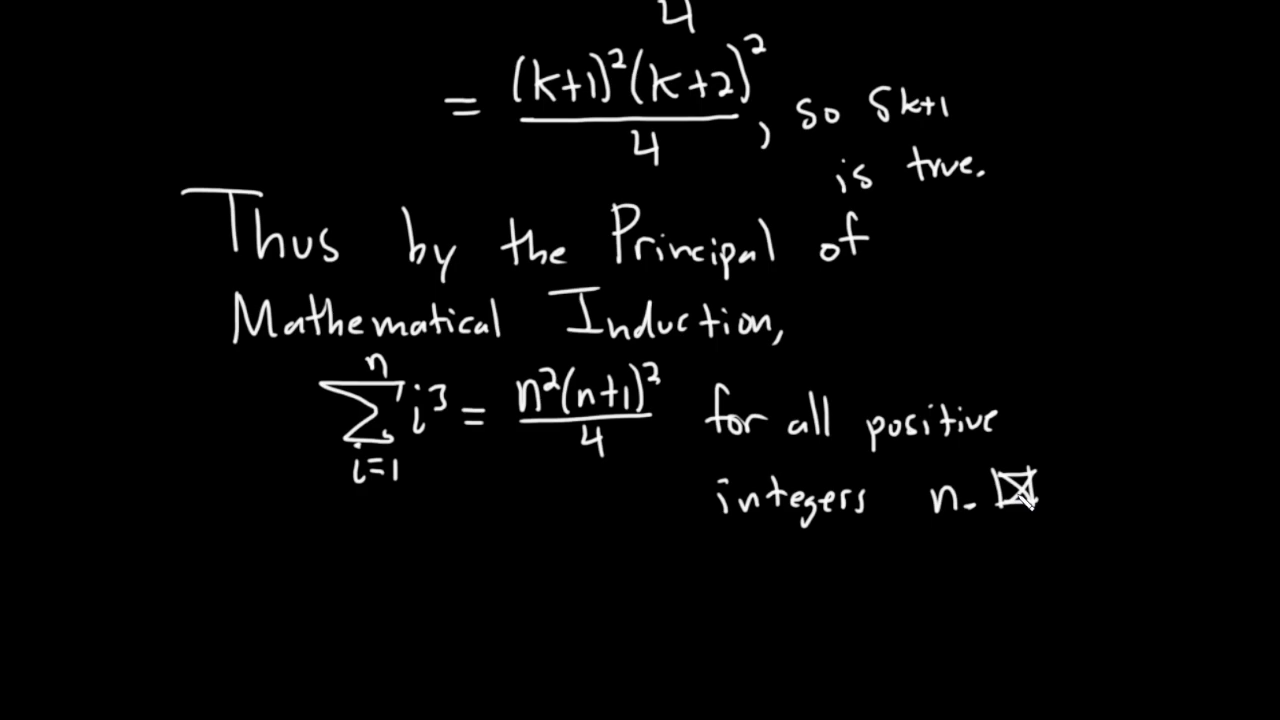 4
= (k+1)²(k+2)² / 4, so Sk+1
is true.
Thus by the Principal of
Mathematical Induction,
n∑i=1 i³ = n²(n+1)² / 4 for all positive
integers n. ☒